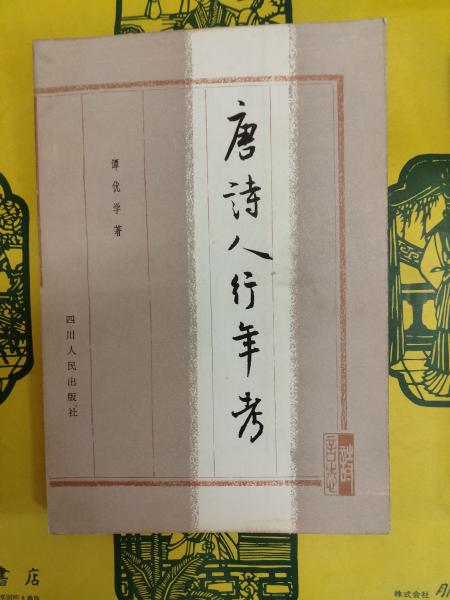 唐诗人行年考
谭优学著
四川人民出版社
書店
株式会社